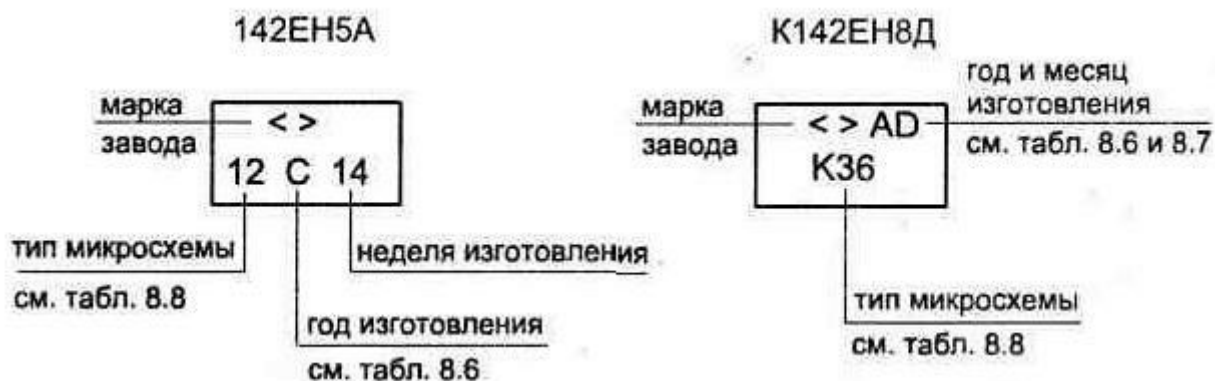 142ЕН5А
марка
завода
< >
12 С 14
тип микросхемы
см. табл. 8.8
неделя изготовления
год изготовления
см. табл. 8.6
К142ЕН8Д
марка
завода
< > AD
К36
год и месяц
изготовления
см. табл. 8.6 и 8.7
тип микросхемы
см. табл. 8.8